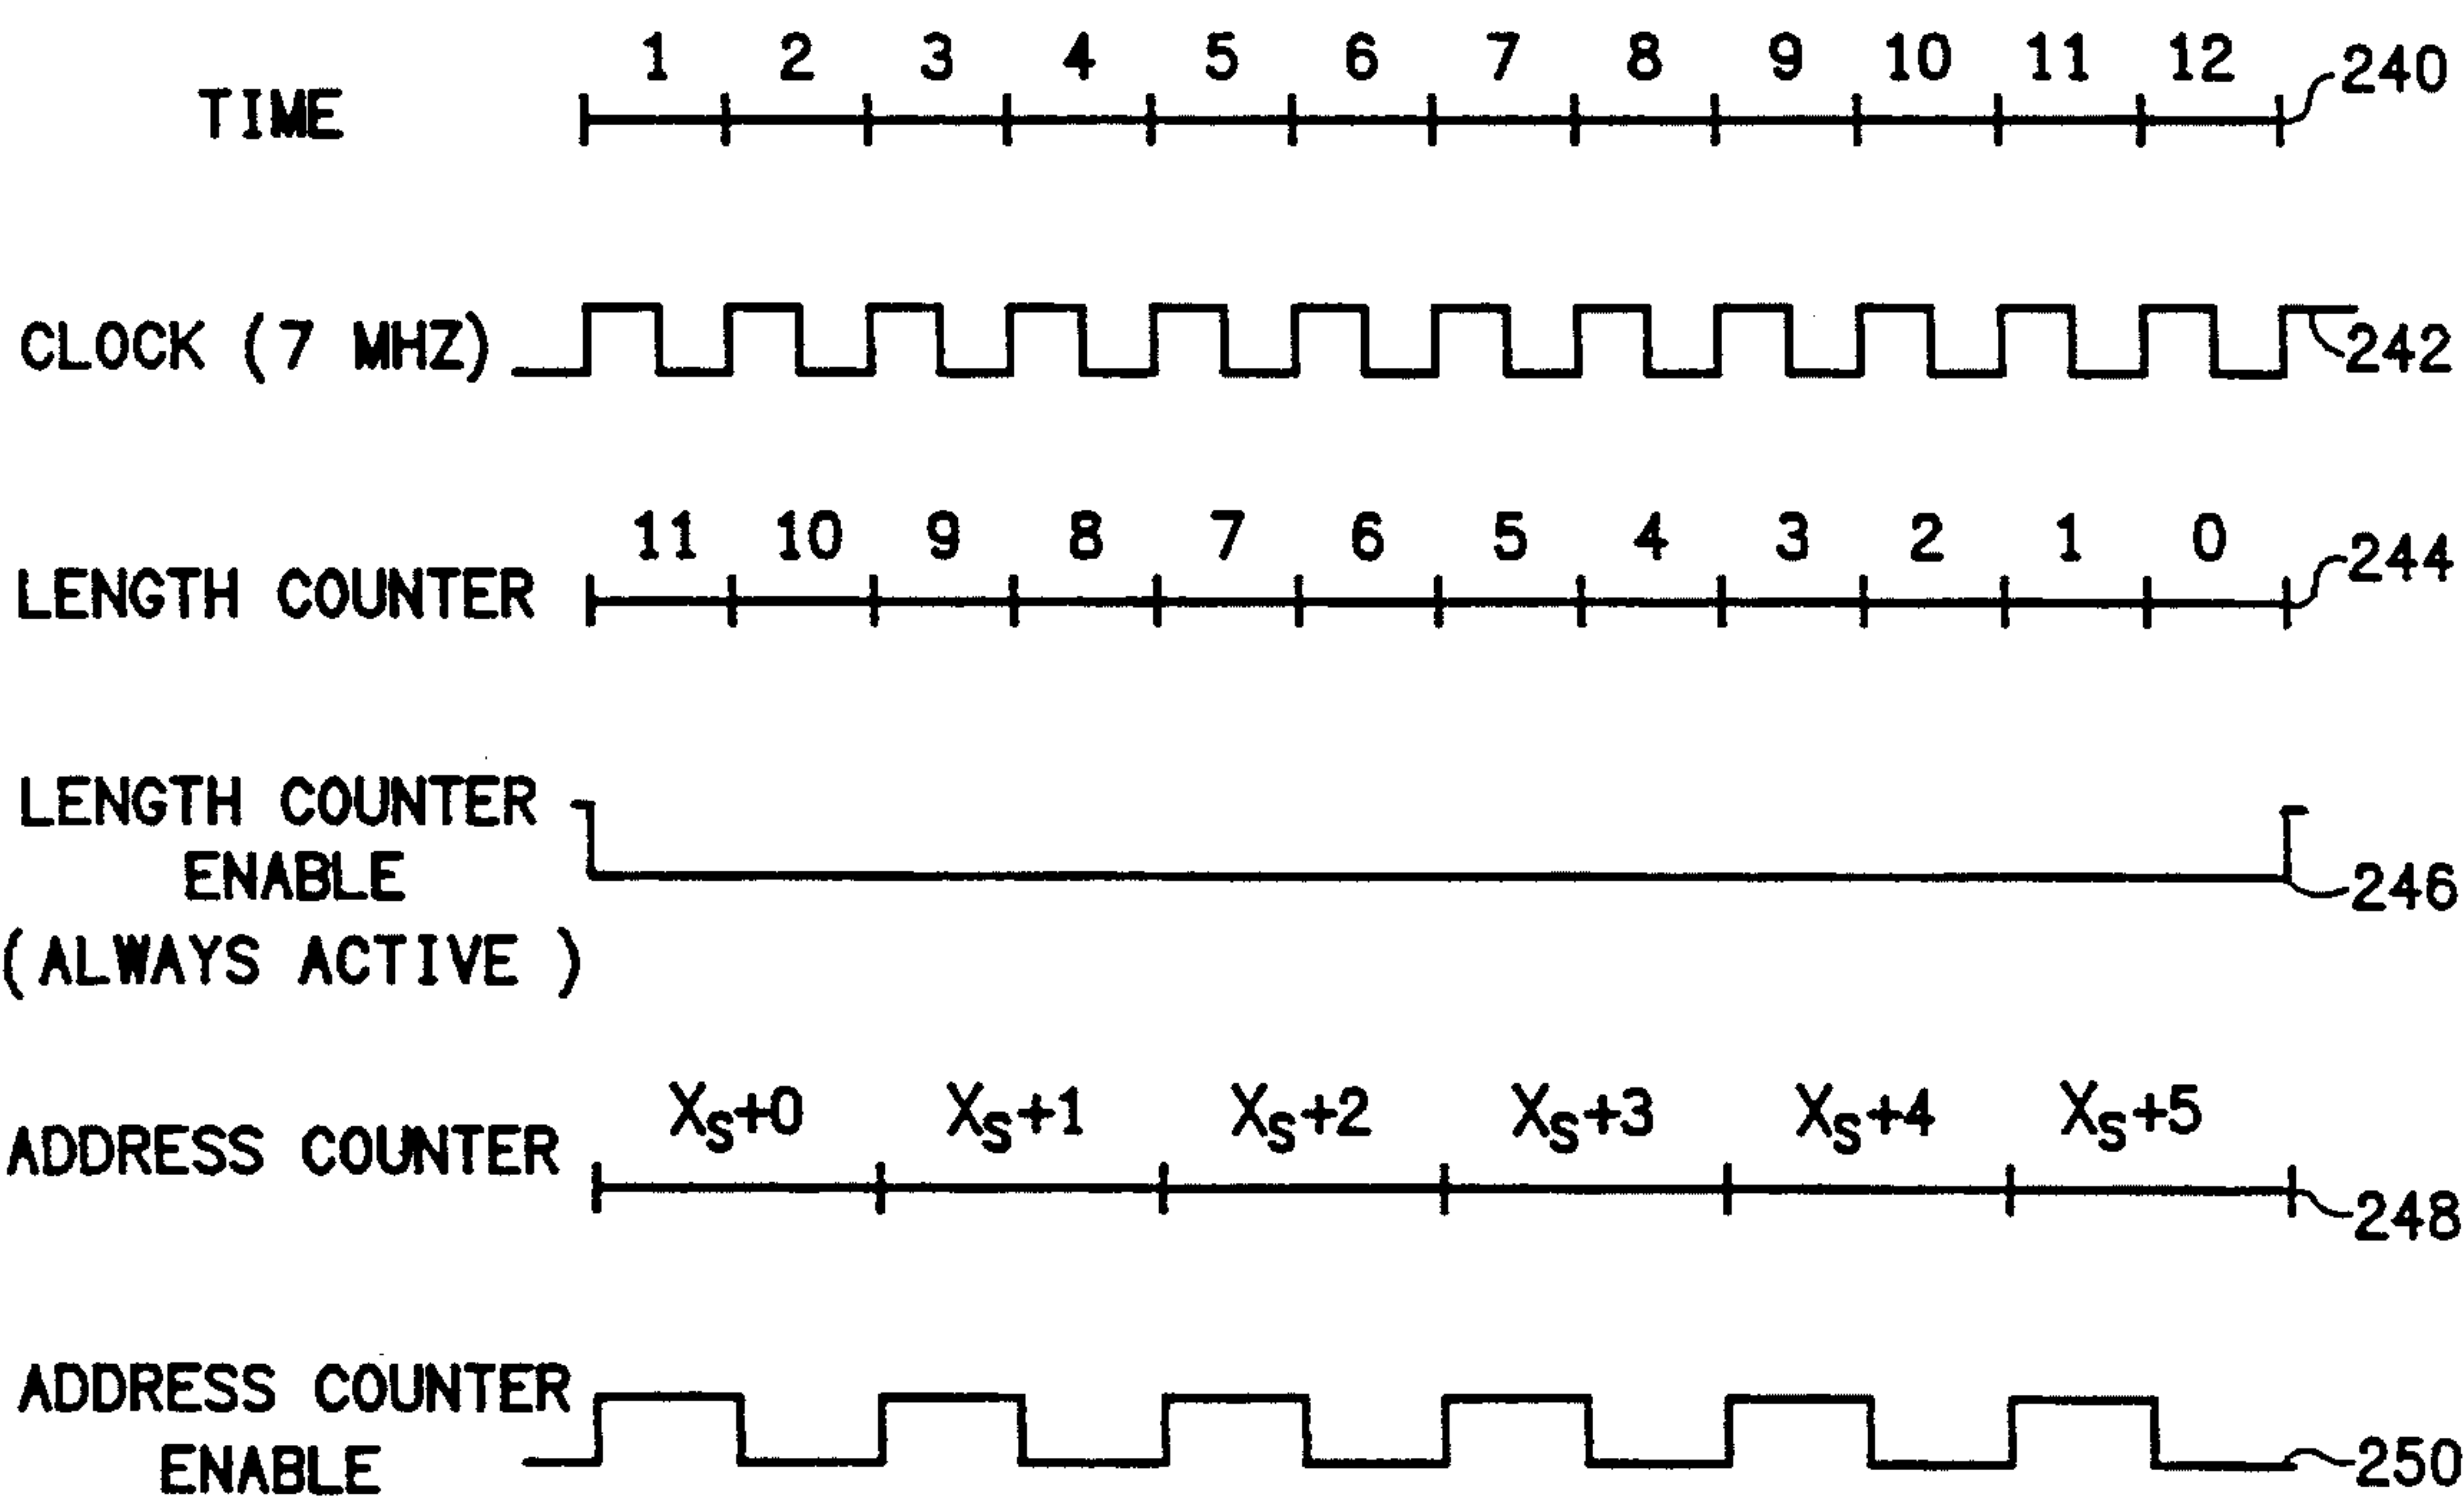 1 2 3 4 5 6 7 8 9 10 11 12
TIME
240
CLOCK (7 MHZ)
242
11 10 9 8 7 6 5 4 3 2 1 0
LENGTH COUNTER
244
LENGTH COUNTER
ENABLE
(ALWAYS ACTIVE )
246
Xs+0 Xs+1 Xs+2 Xs+3 Xs+4 Xs+5
ADDRESS COUNTER
248
ADDRESS COUNTER
ENABLE
250